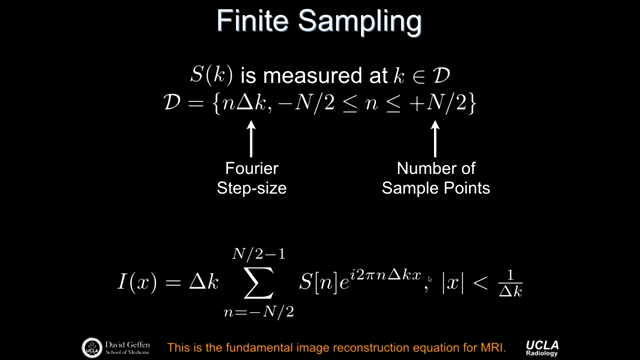 Finite Sampling
S(k) is measured at k ∈ 𝒟
𝒟 = {nΔk, −N/2 ≤ n ≤ +N/2}
Fourier Number of
Step-size Sample Points
I(x) = Δk ∑_{n=−N/2}^{N/2−1} S[n]e^{i2πnΔkx}, |x| < 1/Δk
UCLA David Geffen School of Medicine
This is the fundamental image reconstruction equation for MRI.
UCLA
Radiology